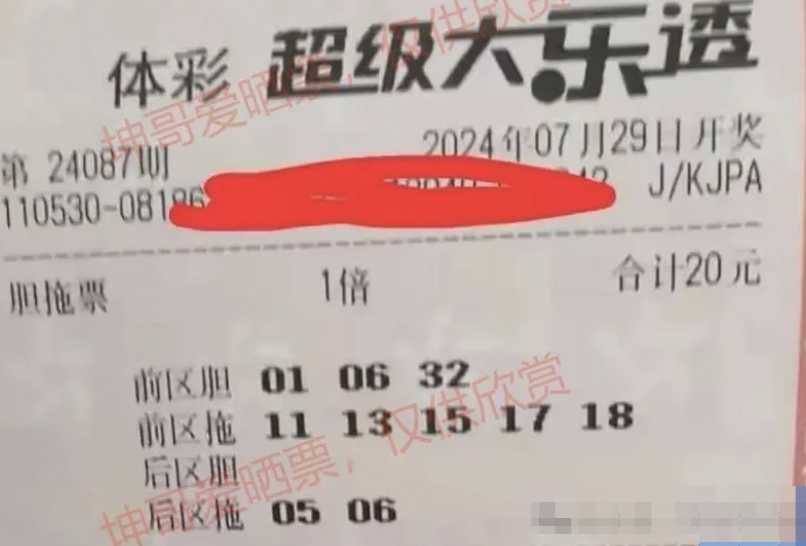 体彩 超级大乐透
第 24087期 2024年07月29日开奖
110530-08186 J/KJPA
胆拖票 1倍 合计20元
前区胆 01 06 32
前区拖 11 13 15 17 18
后区胆
后区拖 05 06
坤哥爱晒票，仅供欣赏
坤哥爱晒票，仅供欣赏